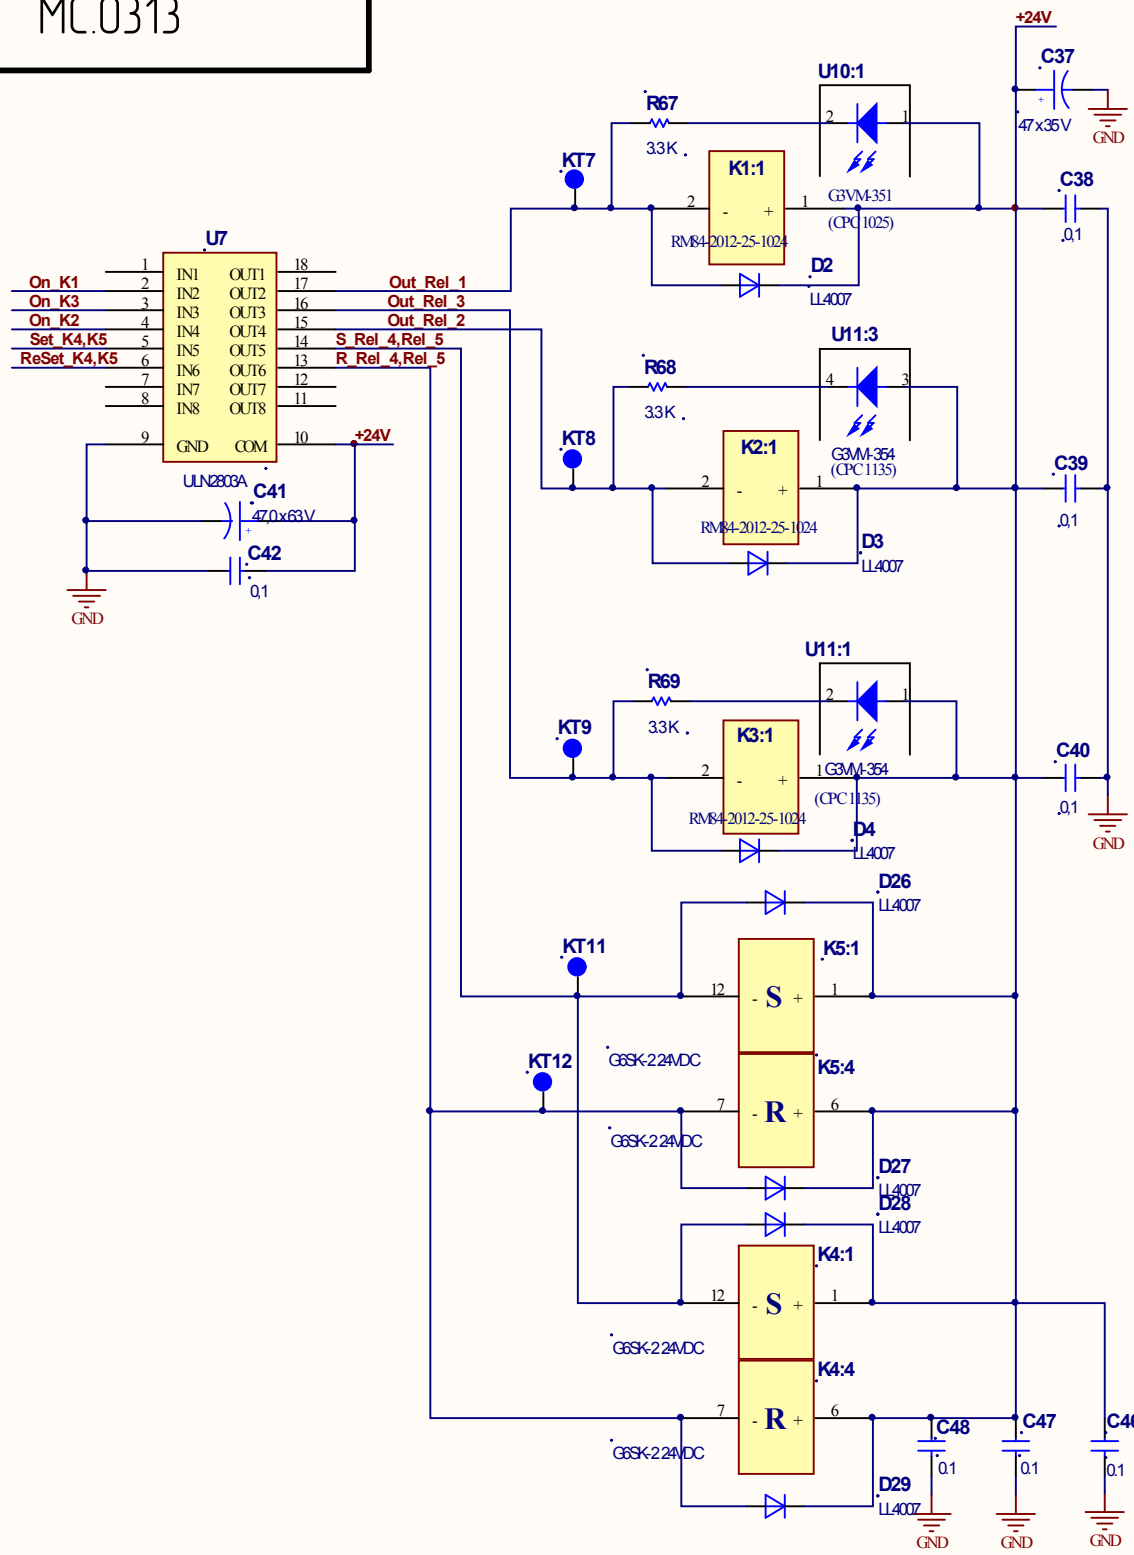 MC.0313
+24V
C37
47x35V
GND
U10:1
2
1
G3VM-351
(CPC1025)
R67
3.3K
KT7
K1:1
2
- +
1
RM84-2012-25-1024
D2
LL4007
C38
0,1
U7
1 IN1 OUT1 18
On_K1 2 IN2 OUT2 17 Out_Rel_1
On_K3 3 IN3 OUT3 16 Out_Rel_3
On_K2 4 IN4 OUT4 15 Out_Rel_2
Set_K4,K5 5 IN5 OUT5 14 S_Rel_4,Rel_5
ReSet_K4,K5 6 IN6 OUT6 13 R_Rel_4,Rel_5
7 IN7 OUT7 12
8 IN8 OUT8 11
9 GND COM 10 +24V
ULN2803A
C41
47,0x63V
+
C42
0,1
GND
U11:3
4
3
G3VM-354
(CPC1135)
R68
3.3K
KT8
K2:1
2
- +
1
RM84-2012-25-1024
D3
LL4007
C39
0,1
U11:1
2
1
G3VM-354
(CPC1135)
R69
3.3K
KT9
K3:1
2
- +
1
RM84-2012-25-1024
D4
LL4007
C40
0,1
GND
D26
LL4007
KT11
K5:1
12
- S +
1
G6SK-2 24VDC
KT12
K5:4
7
- R +
6
G6SK-2 24VDC
D27
LL4007
D28
LL4007
K4:1
12
- S +
1
G6SK-2 24VDC
K4:4
7
- R +
6
G6SK-2 24VDC
D29
LL4007
C48
0.1
GND
C47
0.1
GND
0.1
GND